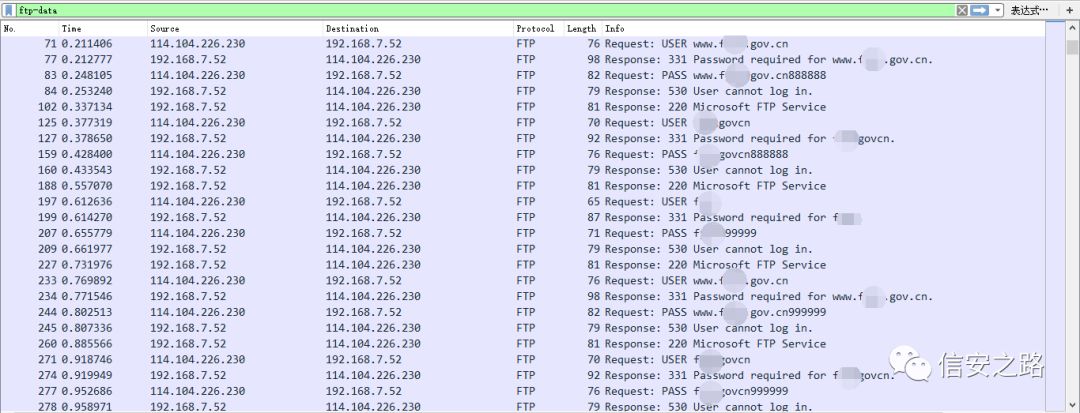 ftp-data 表达式… +
No. Time Source Destination Protocol Length Info
71 0.211406 114.104.226.230 192.168.7.52 FTP 76 Request: USER www.f .gov.cn
77 0.212777 192.168.7.52 114.104.226.230 FTP 98 Response: 331 Password required for www.f .gov.cn.
83 0.248105 114.104.226.230 192.168.7.52 FTP 82 Request: PASS www.f gov.cn888888
84 0.253240 192.168.7.52 114.104.226.230 FTP 79 Response: 530 User cannot log in.
102 0.337134 192.168.7.52 114.104.226.230 FTP 81 Response: 220 Microsoft FTP Service
125 0.377319 114.104.226.230 192.168.7.52 FTP 70 Request: USER govcn
127 0.378650 192.168.7.52 114.104.226.230 FTP 92 Response: 331 Password required for f govcn.
159 0.428400 114.104.226.230 192.168.7.52 FTP 76 Request: PASS govcn888888
160 0.433543 192.168.7.52 114.104.226.230 FTP 79 Response: 530 User cannot log in.
188 0.557070 192.168.7.52 114.104.226.230 FTP 81 Response: 220 Microsoft FTP Service
197 0.612636 114.104.226.230 192.168.7.52 FTP 65 Request: USER f
199 0.614270 192.168.7.52 114.104.226.230 FTP 87 Response: 331 Password required for f
207 0.655779 114.104.226.230 192.168.7.52 FTP 71 Request: PASS f 99999
209 0.661977 192.168.7.52 114.104.226.230 FTP 79 Response: 530 User cannot log in.
227 0.731976 192.168.7.52 114.104.226.230 FTP 81 Response: 220 Microsoft FTP Service
233 0.769892 114.104.226.230 192.168.7.52 FTP 76 Request: USER www.f .gov.cn
234 0.771546 192.168.7.52 114.104.226.230 FTP 98 Response: 331 Password required for www.f .gov.cn.
244 0.802513 114.104.226.230 192.168.7.52 FTP 82 Request: PASS www.f .gov.cn999999
245 0.807336 192.168.7.52 114.104.226.230 FTP 79 Response: 530 User cannot log in.
260 0.885566 192.168.7.52 114.104.226.230 FTP 81 Response: 220 Microsoft FTP Service
271 0.918746 114.104.226.230 192.168.7.52 FTP 70 Request: USER f govcn
274 0.919949 192.168.7.52 114.104.226.230 FTP 92 Response: 331 Password required for f govcn.
277 0.952686 114.104.226.230 192.168.7.52 FTP 76 Request: PASS f govcn999999
278 0.958971 192.168.7.52 114.104.226.230 FTP 79 Response: 530 User cannot log in.
信安之路